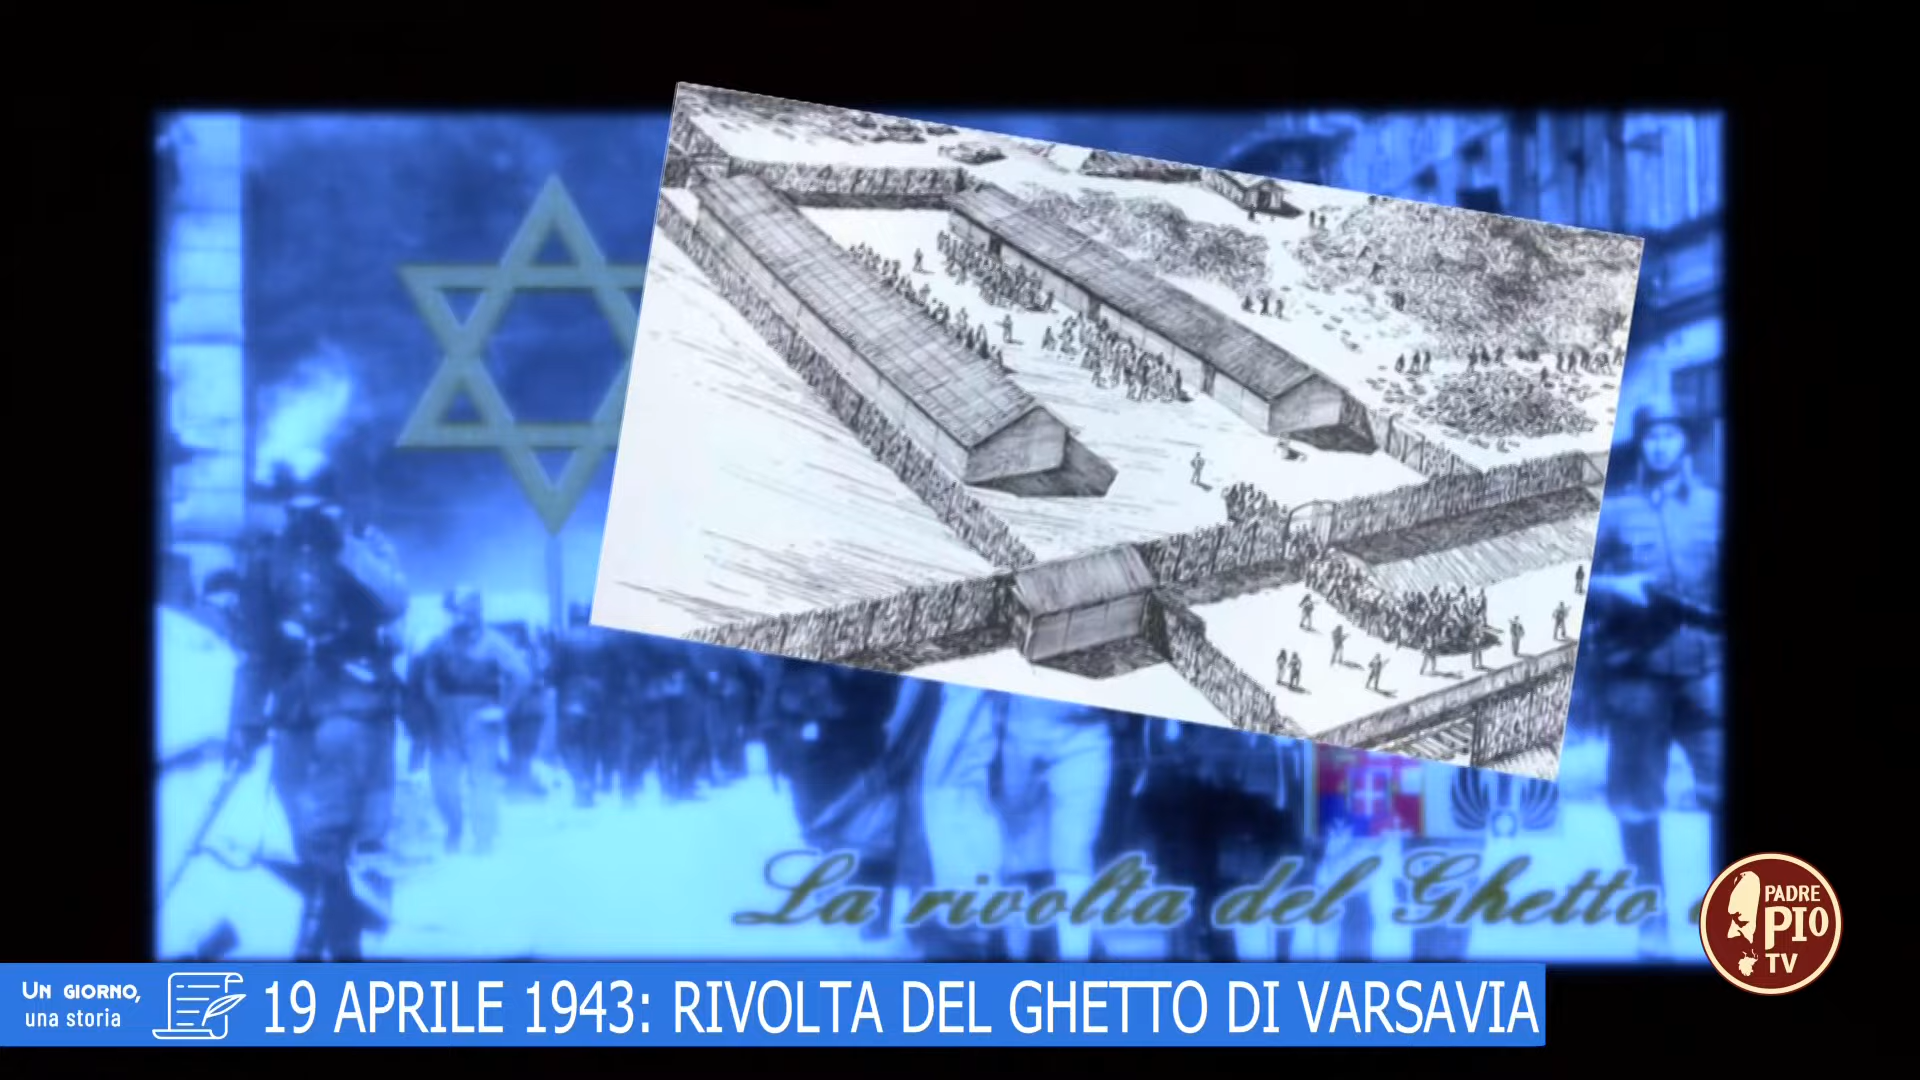 La rivolta del Ghetto
PADRE
PIO
TV
Un giorno,
una storia
19 APRILE 1943: RIVOLTA DEL GHETTO DI VARSAVIA